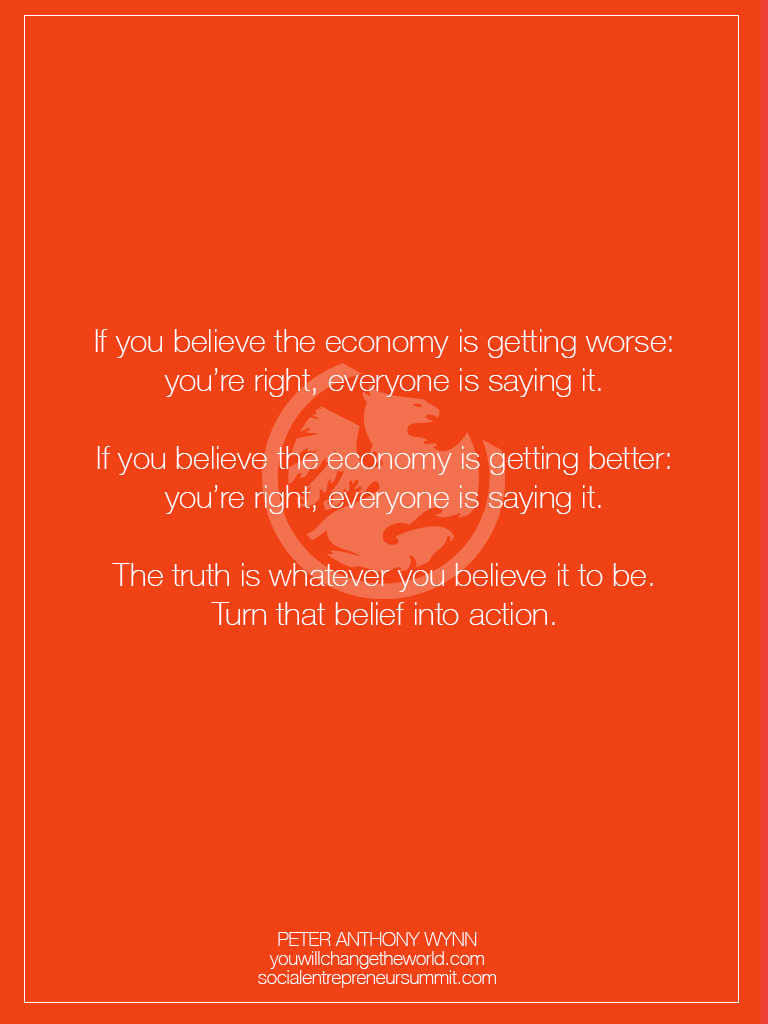 If you believe the economy is getting worse:
you’re right, everyone is saying it.
If you believe the economy is getting better:
you’re right, everyone is saying it.
The truth is whatever you believe it to be.
Turn that belief into action.
PETER ANTHONY WYNN
youwillchangetheworld.com
socialentrepreneursummit.com